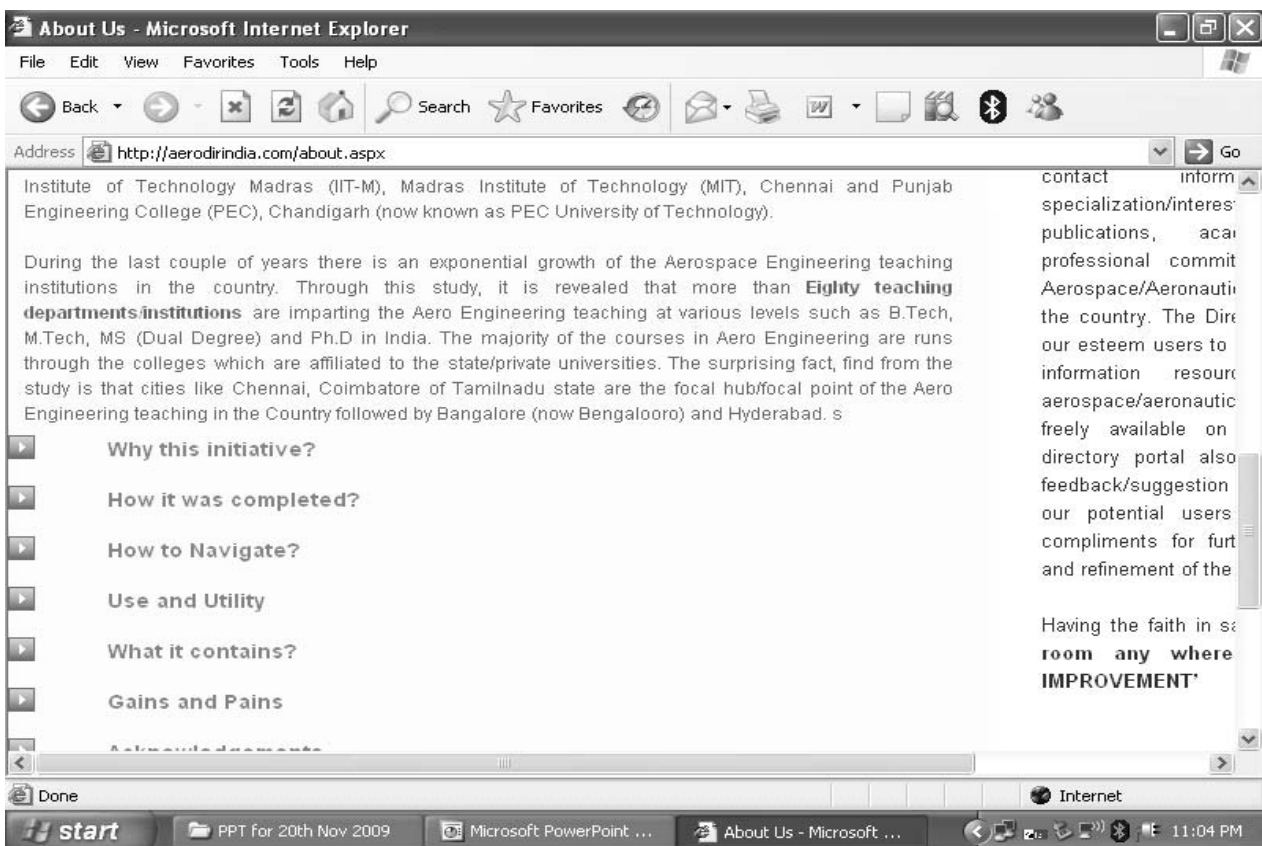 About Us - Microsoft Internet Explorer
File Edit View Favorites Tools Help
Back Search Favorites
Address http://aerodirindia.com/about.aspx Go
Institute of Technology Madras (IIT-M), Madras Institute of Technology (MIT), Chennai and Punjab
Engineering College (PEC), Chandigarh (now known as PEC University of Technology).
During the last couple of years there is an exponential growth of the Aerospace Engineering teaching
institutions in the country. Through this study, it is revealed that more than Eighty teaching
departments/institutions are imparting the Aero Engineering teaching at various levels such as B.Tech,
M.Tech, MS (Dual Degree) and Ph.D in India. The majority of the courses in Aero Engineering are runs
through the colleges which are affiliated to the state/private universities. The surprising fact, find from the
study is that cities like Chennai, Coimbatore of Tamilnadu state are the focal hub/focal point of the Aero
Engineering teaching in the Country followed by Bangalore (now Bengalooro) and Hyderabad. s
Why this initiative?
How it was completed?
How to Navigate?
Use and Utility
What it contains?
Gains and Pains
Acknowledgements
contact inform
specialization/interes
publications, aca
professional commit
Aerospace/Aeronauti
the country. The Dire
our esteem users to
information resour
aerospace/aeronautic
freely available on
directory portal also
feedback/suggestion
our potential users
compliments for furt
and refinement of the
Having the faith in sa
room any where
IMPROVEMENT'
Done Internet
start PPT for 20th Nov 2009 Microsoft PowerPoint ... About Us - Microsoft ... 11:04 PM